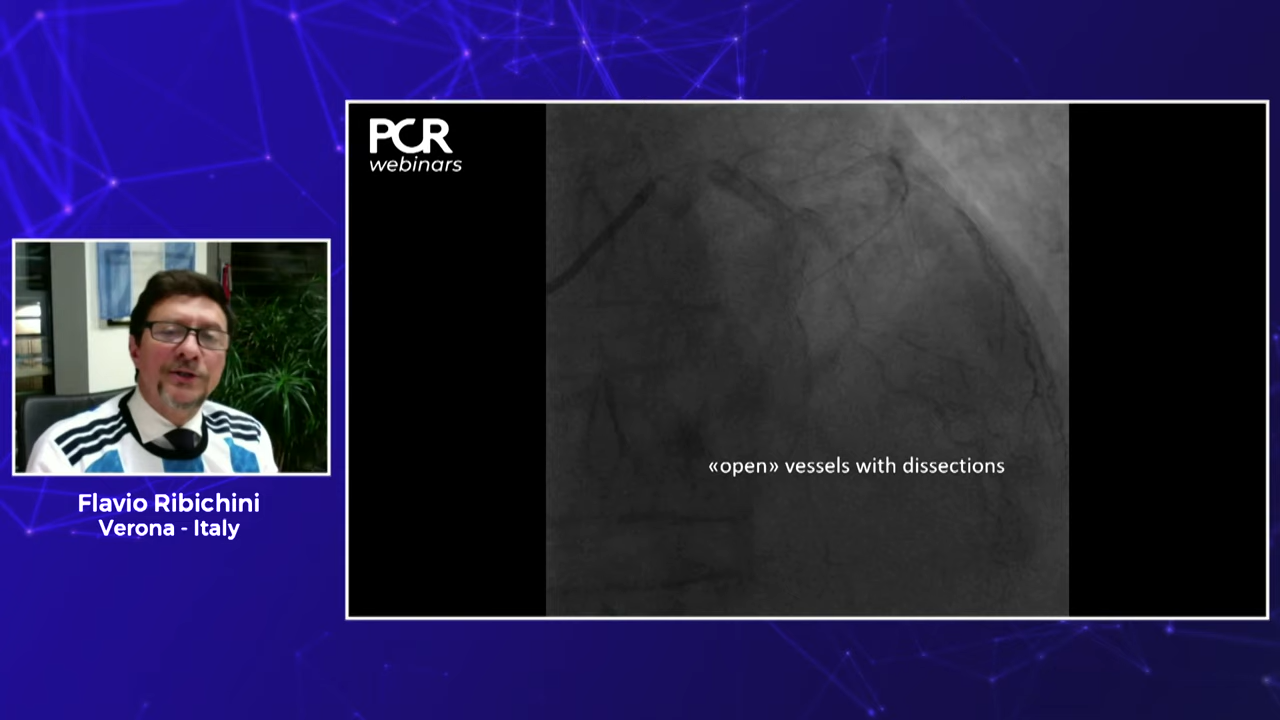 PCR
webinars
«open» vessels with dissections
Flavio Ribichini
Verona - Italy